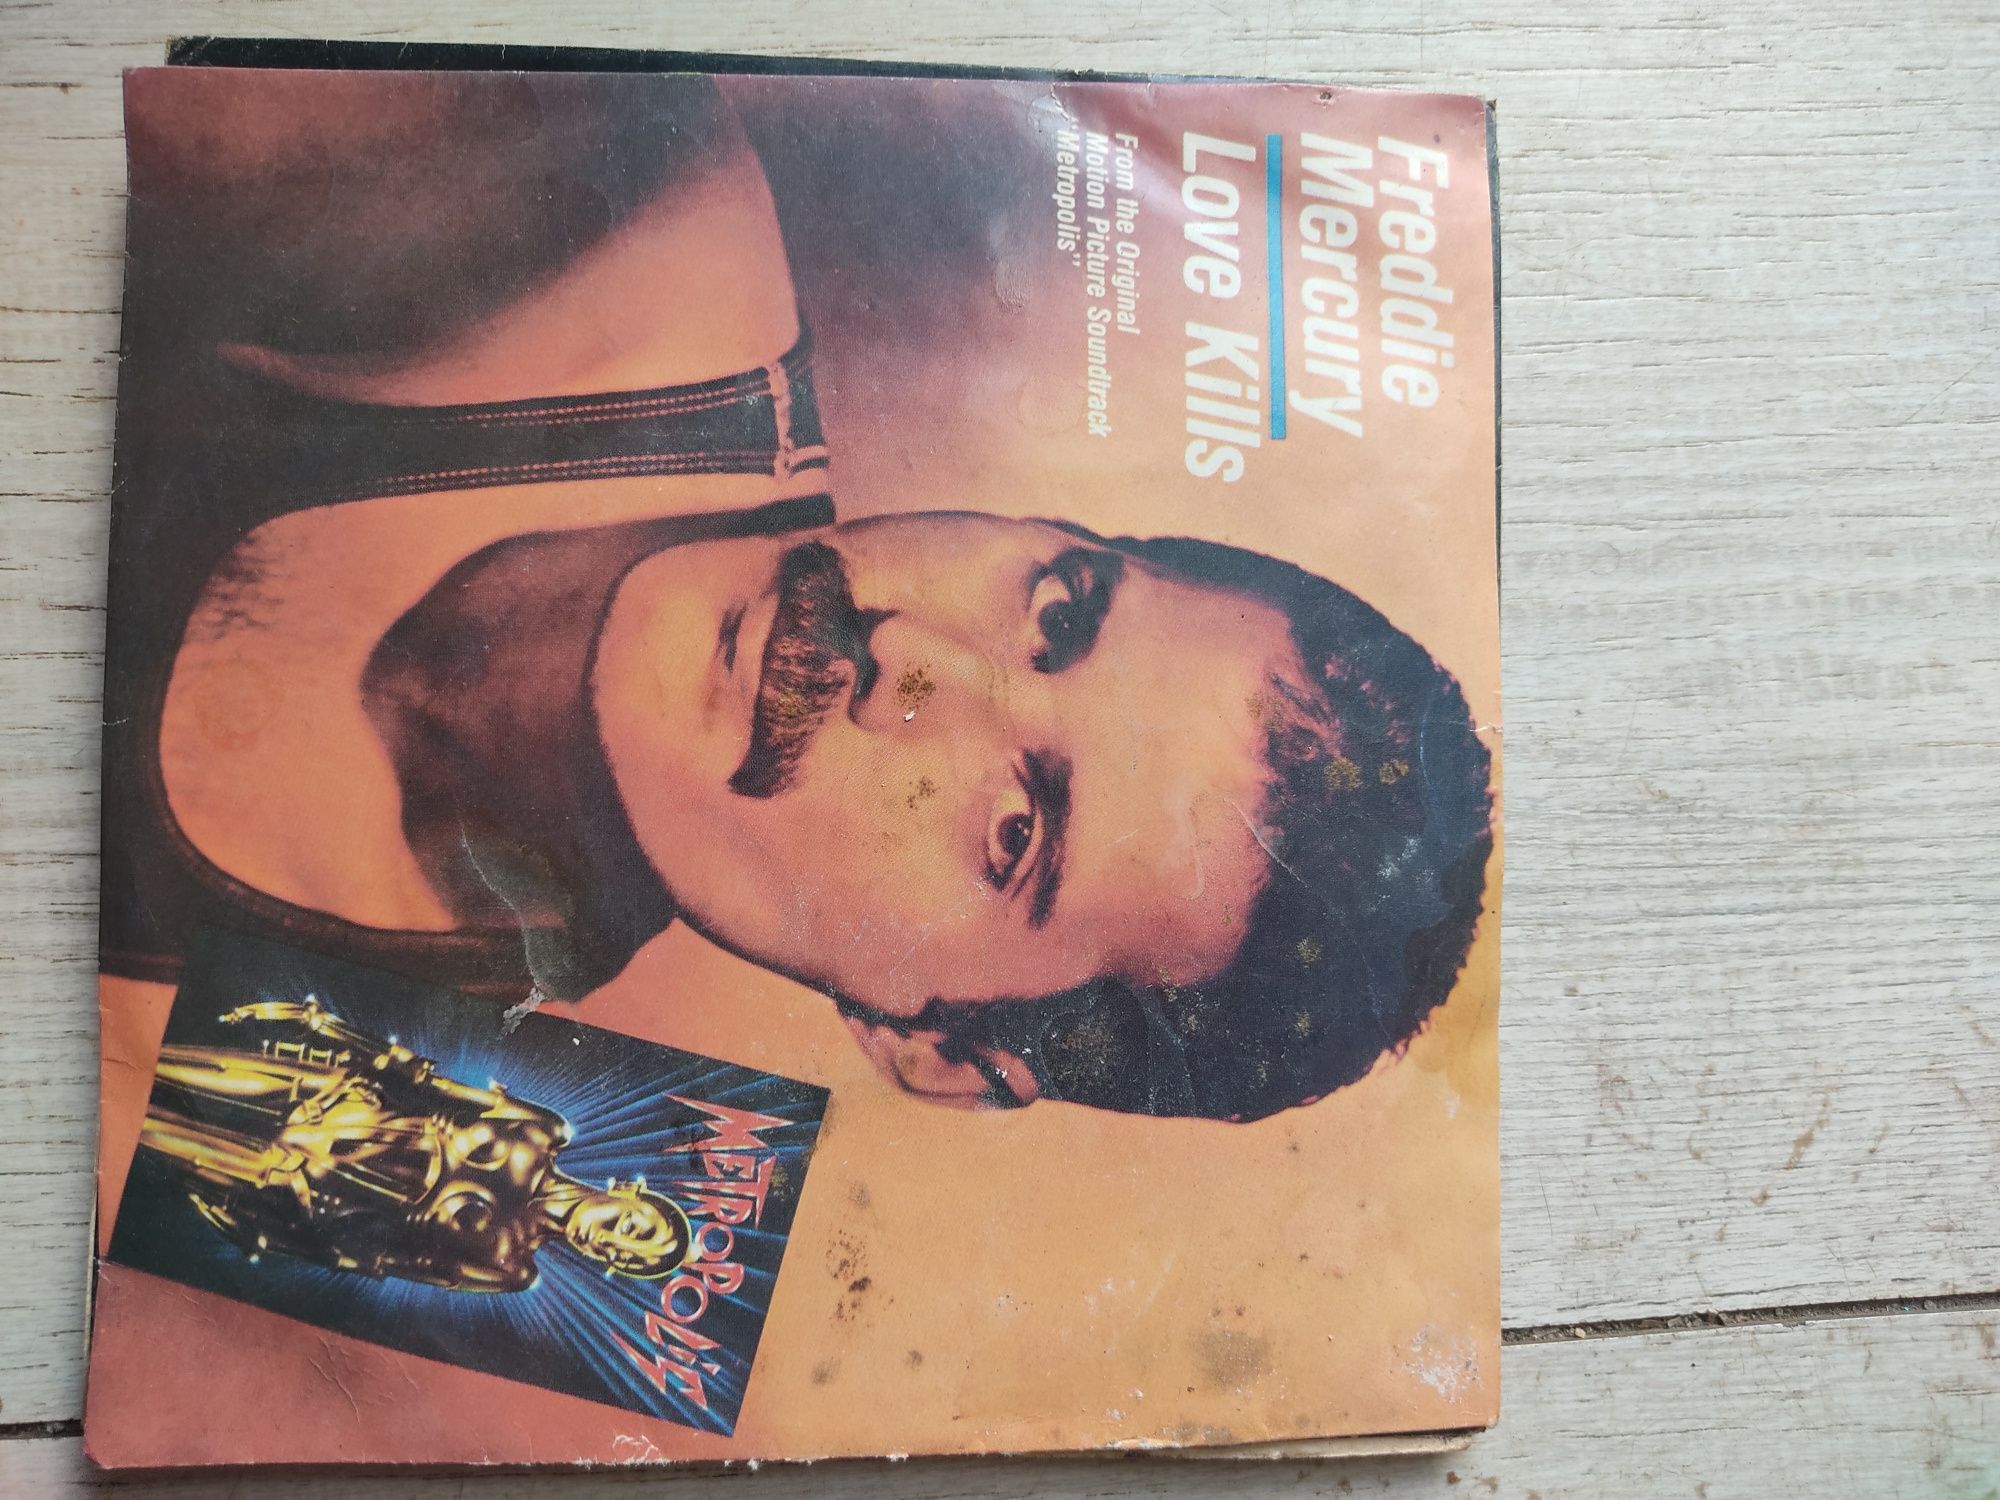 Freddie
Mercury
Love Kills
From the Original
Motion Picture Soundtrack
"Metropolis"
METROPOLIS